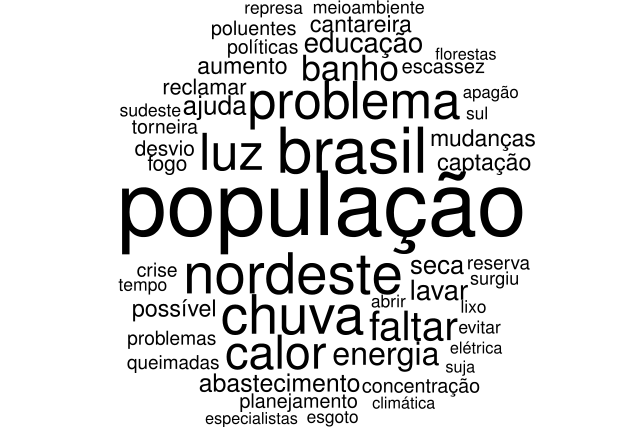 represa meioambiente
poluentes cantareira
políticas educação florestas
aumento banho escassez
reclamar ajuda problema apagão
sudeste sul
torneira mudanças
desvio luz brasil captação
fogo
população
crise nordeste seca reserva
tempo lavar surgiu
possível chuva abrir lixo
faltar evitar
problemas calor energia elétrica
queimadas suja
abastecimento concentração
planejamento climática
especialistas esgoto